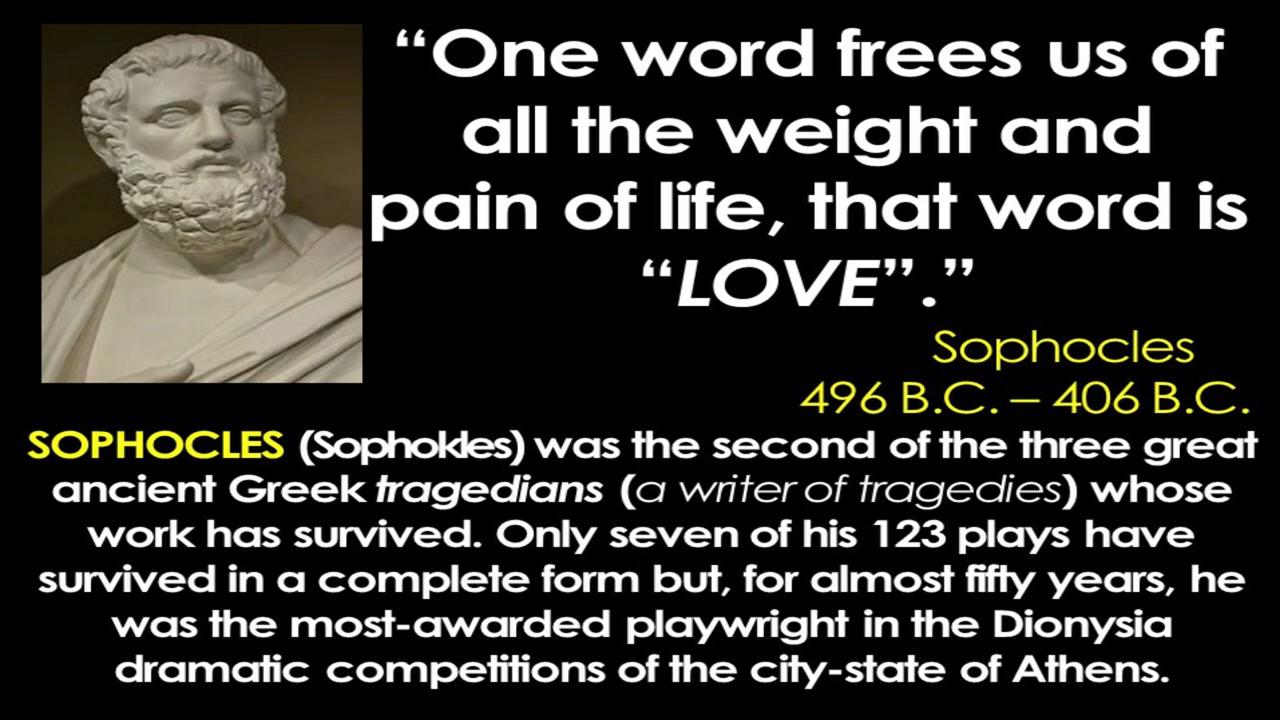 “One word frees us of
all the weight and
pain of life, that word is
“LOVE”.”
Sophocles
496 B.C. – 406 B.C.
SOPHOCLES (Sophokles) was the second of the three great
ancient Greek tragedians (a writer of tragedies) whose
work has survived. Only seven of his 123 plays have
survived in a complete form but, for almost fifty years, he
was the most-awarded playwright in the Dionysia
dramatic competitions of the city-state of Athens.